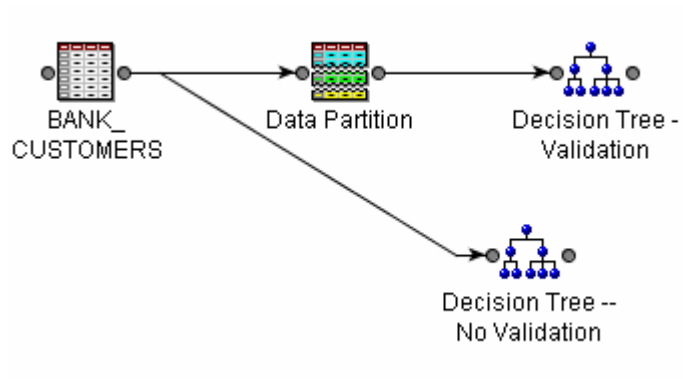 BANK_
CUSTOMERS
Data Partition
Decision Tree -
Validation
Decision Tree --
No Validation